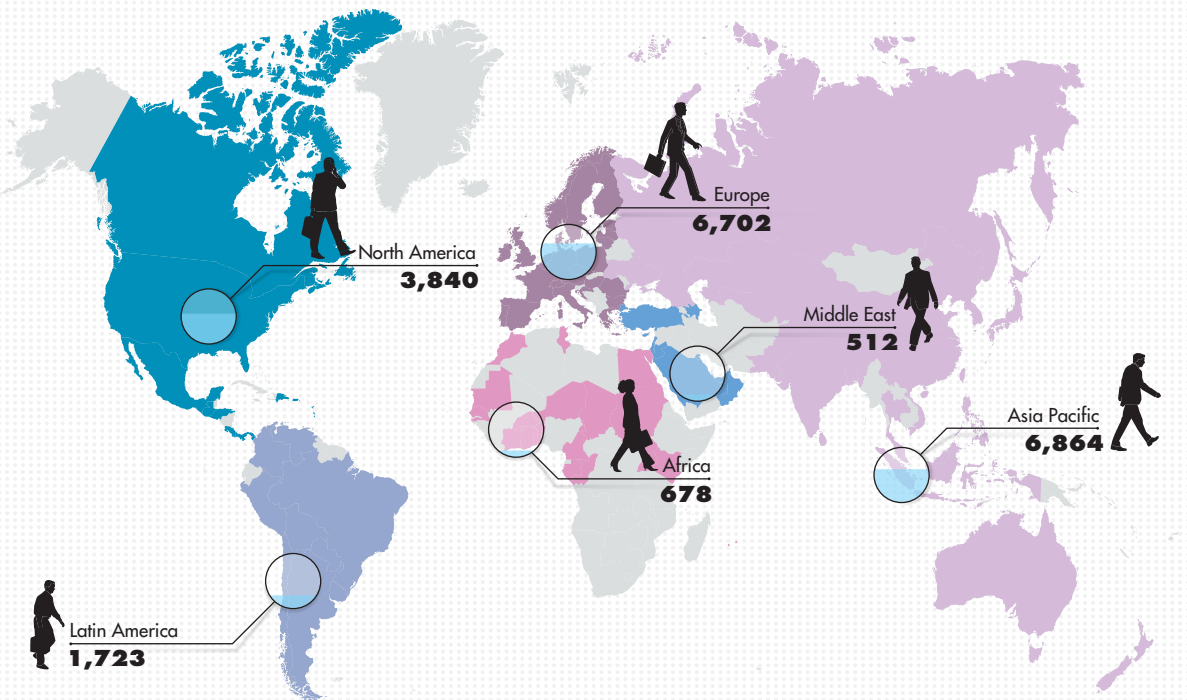 Europe
6,702
North America
3,840
Middle East
512
Asia Pacific
6,864
Africa
678
Latin America
1,723